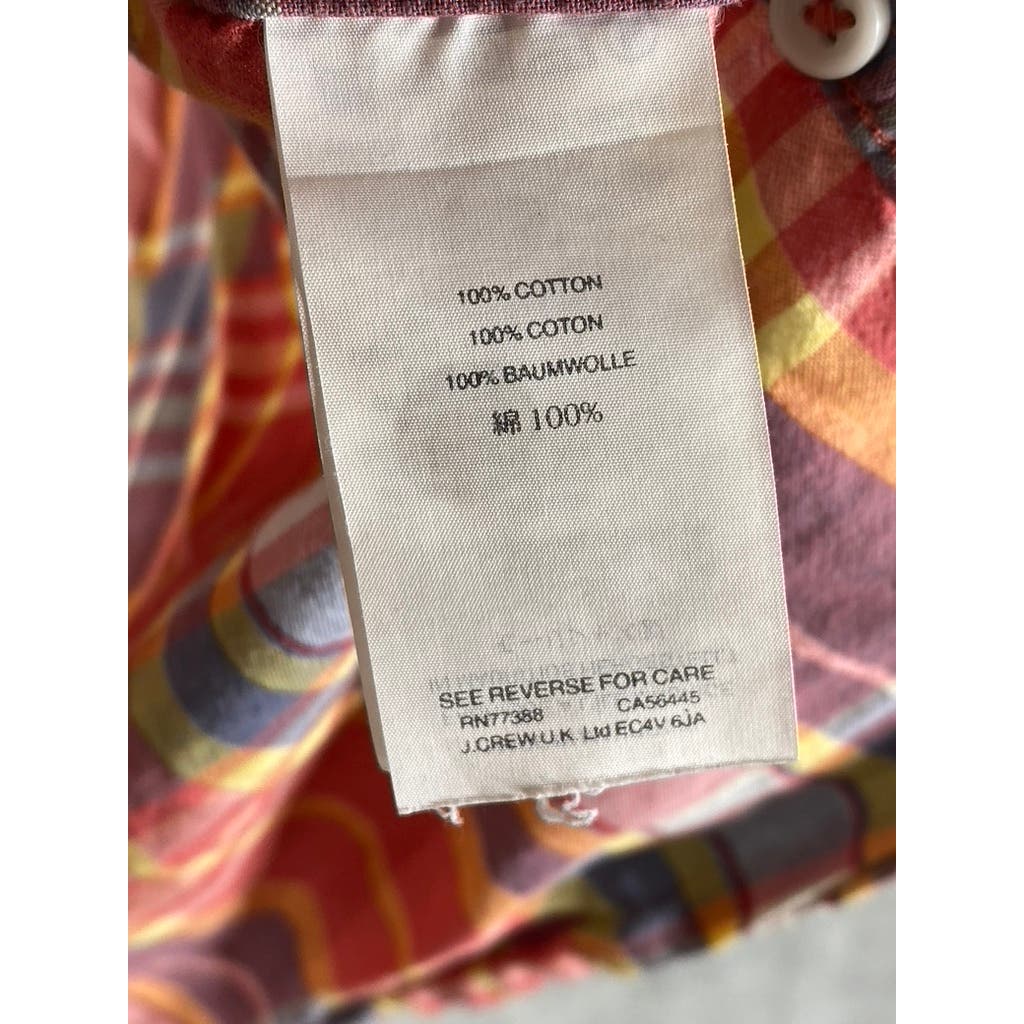 100% COTTON
100% COTON
100% BAUMWOLLE
綿 100%
SEE REVERSE FOR CARE
RN77388 CA56445
J.CREW U.K Ltd EC4V 6JA